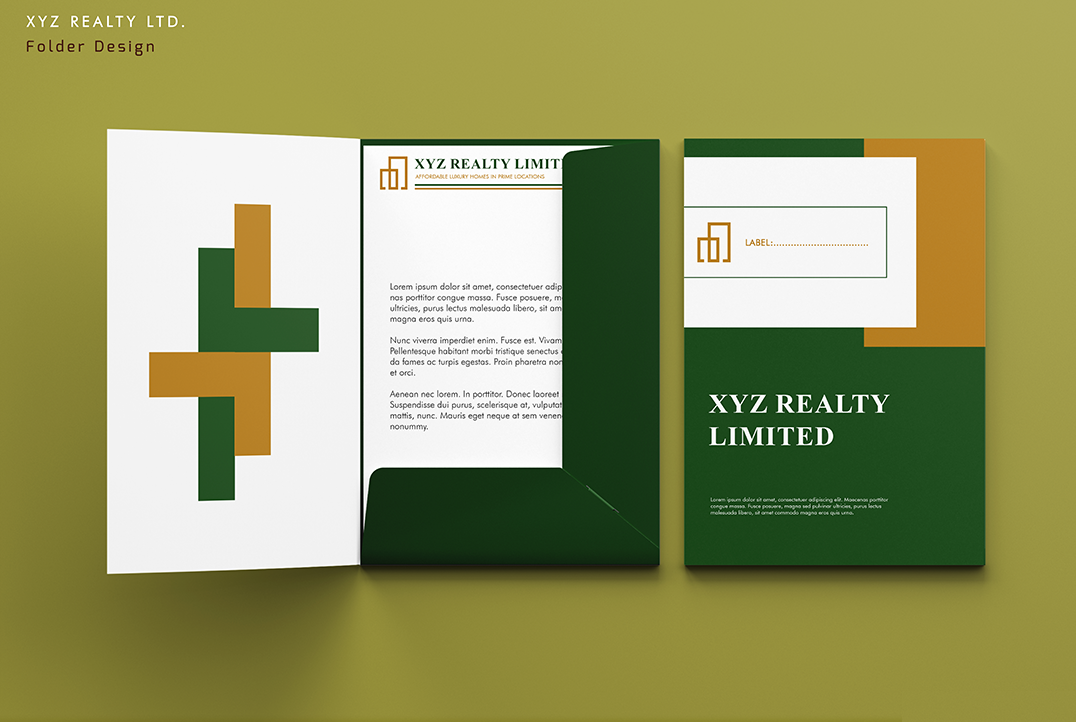 XYZ REALTY LTD.
Folder Design
XYZ REALTY LIMIT
AFFORDABLE LUXURY HOMES IN PRIME LOCATIONS
Lorem ipsum dolor sit amet, consectetuer adip
nas porttitor congue massa. Fusce posuere, m
ultricies, purus lectus malesuada libero, sit am
magna eros quis urna.
Nunc viverra imperdiet enim. Fusce est. Vivam
Pellentesque habitant morbi tristique senectus
da fames ac turpis egestas. Proin pharetra non
et orci.
Aenean nec lorem. In porttitor. Donec laoreet
Suspendisse dui purus, scelerisque at, vulputat
mattis, nunc. Mauris eget neque at sem venen
nonummy.
LABEL:.................................
XYZ REALTY
LIMITED
Lorem ipsum dolor sit amet, consectetuer adipiscing elit. Maecenas porttitor
congue massa. Fusce posuere, magna sed pulvinar ultricies, purus lectus
malesuada libero, sit amet commodo magna eros quis urna.